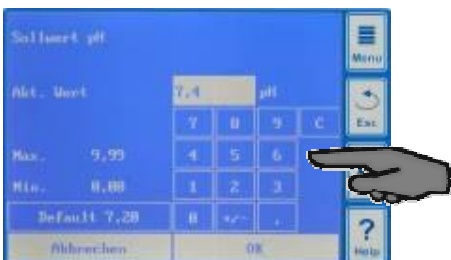 Sollwert pH
Menu
Akt. Wert 7,4 pH
Esc
7 8 9 C
Max. 9,99 4 5 6
Min. 0,00 1 2 3
Default 7,20 0 +/- .
?
Help
Abbrechen OK